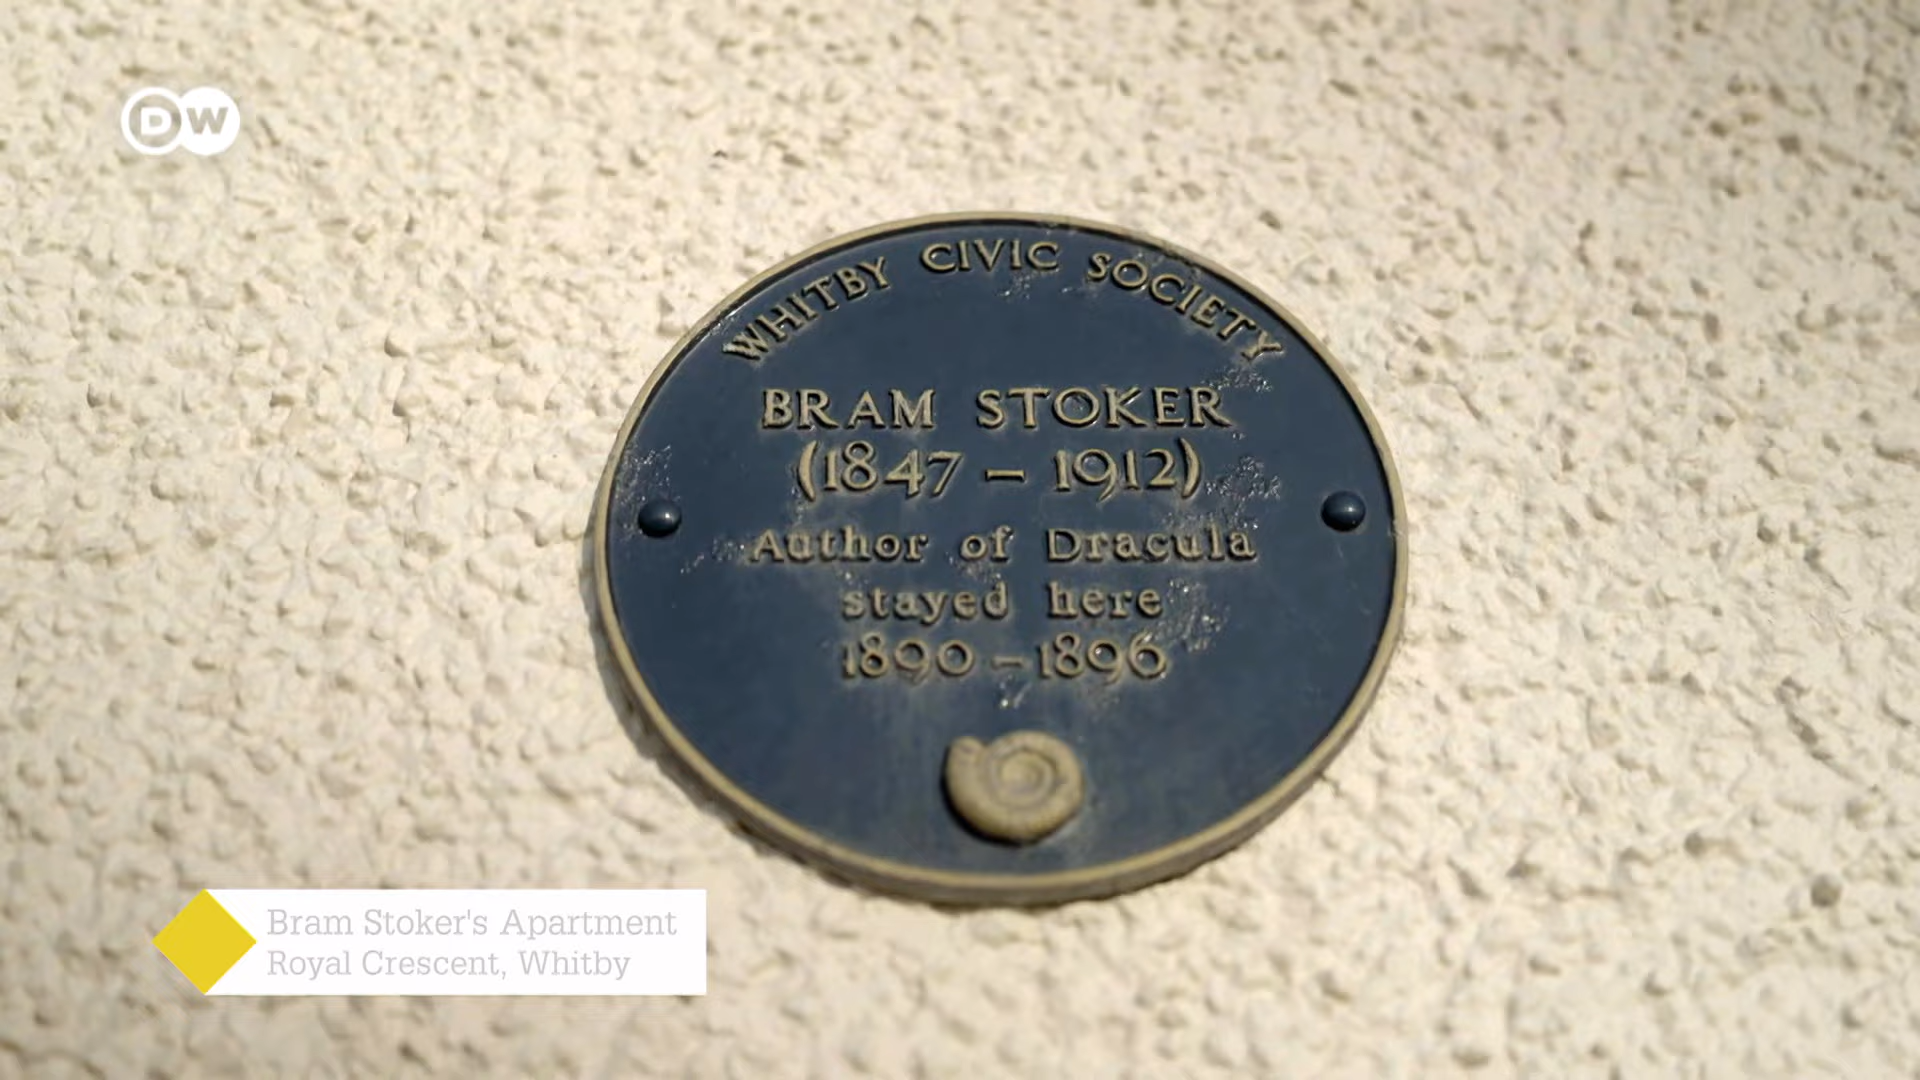 DW
WHITBY CIVIC SOCIETY
BRAM STOKER
(1847 – 1912)
Author of Dracula
stayed here
1890 – 1896
Bram Stoker's Apartment
Royal Crescent, Whitby